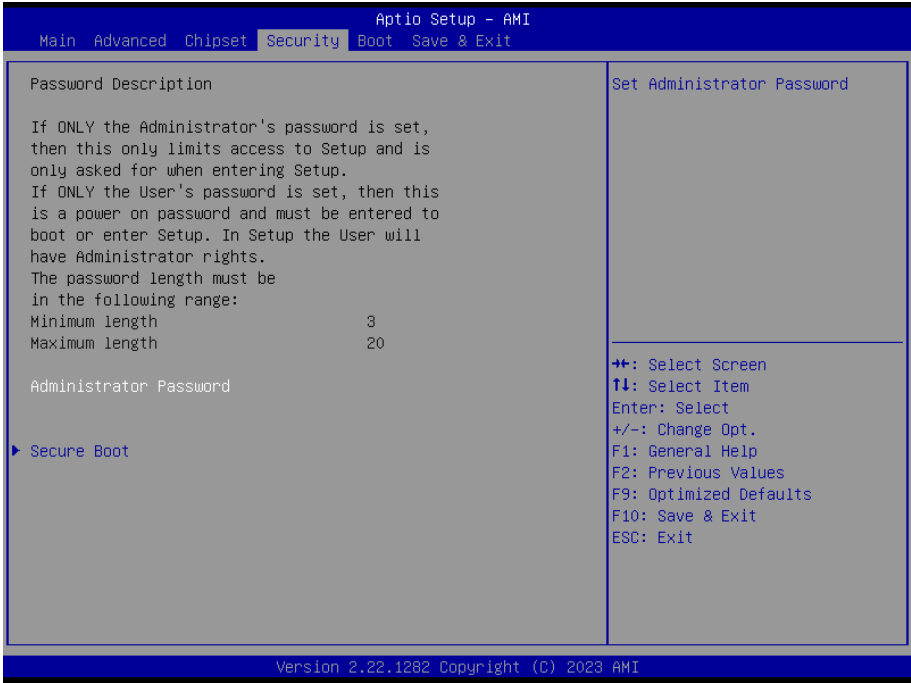 Aptio Setup – AMI
Main Advanced Chipset Security Boot Save & Exit
Password Description
If ONLY the Administrator's password is set,
then this only limits access to Setup and is
only asked for when entering Setup.
If ONLY the User's password is set, then this
is a power on password and must be entered to
boot or enter Setup. In Setup the User will
have Administrator rights.
The password length must be
in the following range:
Minimum length 3
Maximum length 20
Administrator Password
Secure Boot
Set Administrator Password
→←: Select Screen
↑↓: Select Item
Enter: Select
+/-: Change Opt.
F1: General Help
F2: Previous Values
F9: Optimized Defaults
F10: Save & Exit
ESC: Exit
Version 2.22.1282 Copyright (C) 2023 AMI